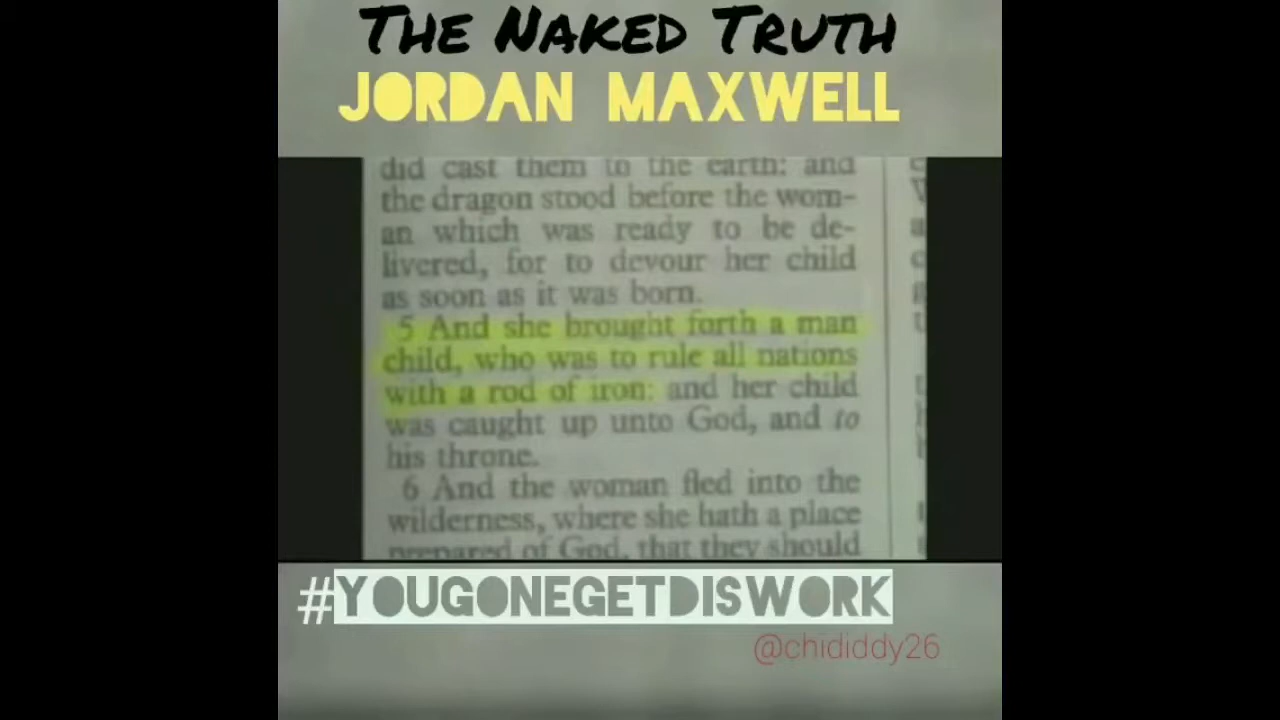 THE NAKED TRUTH
JORDAN MAXWELL
did cast them to the earth: and
the dragon stood before the wom-
an which was ready to be de-
livered, for to devour her child
as soon as it was born.
5 And she brought forth a man
child, who was to rule all nations
with a rod of iron: and her child
was caught up unto God, and to
his throne.
6 And the woman fled into the
wilderness, where she hath a place
prepared of God, that they should
#YOUGONEGETDISWORK
@chididdy26